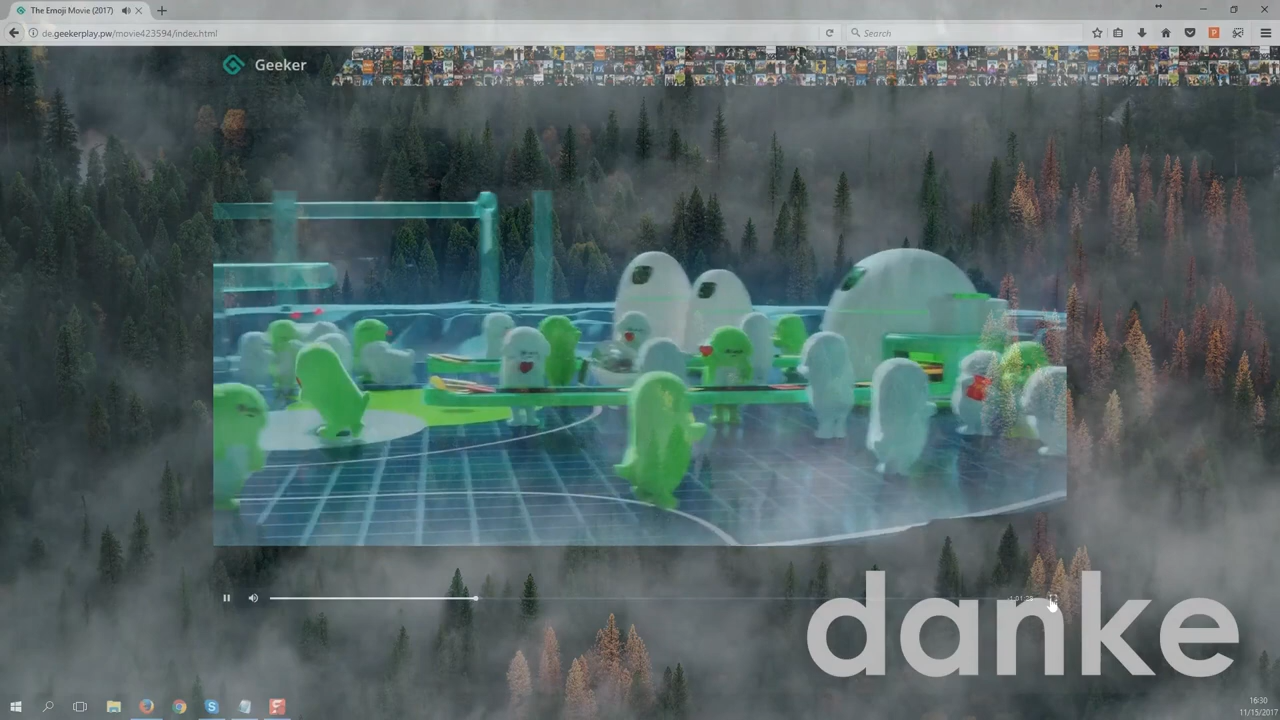 The Emoji Movie (2017)
de.geekerplay.pw/movie423594/index.html
Search
Geeker
danke
16:30
11/15/2017